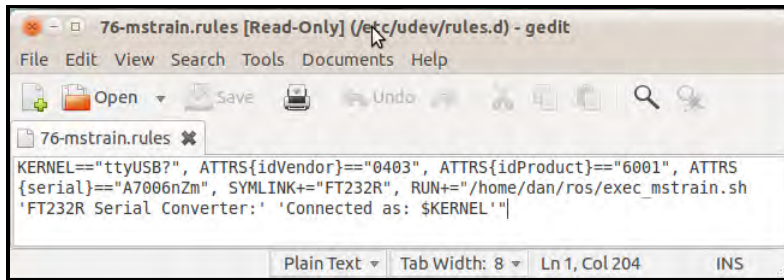 76-mstrain.rules [Read-Only] (/etc/udev/rules.d) - gedit
File Edit View Search Tools Documents Help
Open Save Undo
76-mstrain.rules
KERNEL=="ttyUSB?", ATTRS{idVendor}=="0403", ATTRS{idProduct}=="6001", ATTRS
{serial}=="A7006nZm", SYMLINK+="FT232R", RUN+="/home/dan/ros/exec_mstrain.sh
'FT232R Serial Converter:' 'Connected as: $KERNEL'"
Plain Text Tab Width: 8 Ln 1, Col 204 INS